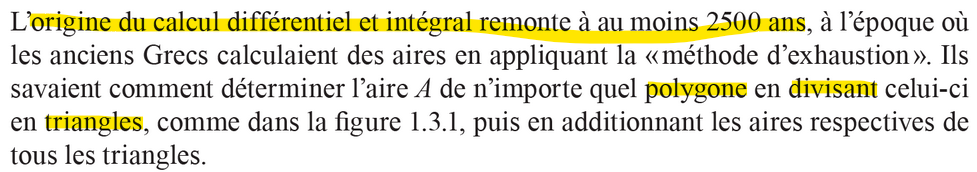 L’origine du calcul différentiel et intégral remonte à au moins 2500 ans, à l’époque où
les anciens Grecs calculaient des aires en appliquant la «méthode d’exhaustion». Ils
savaient comment déterminer l’aire A de n’importe quel polygone en divisant celui-ci
en triangles, comme dans la figure 1.3.1, puis en additionnant les aires respectives de
tous les triangles.